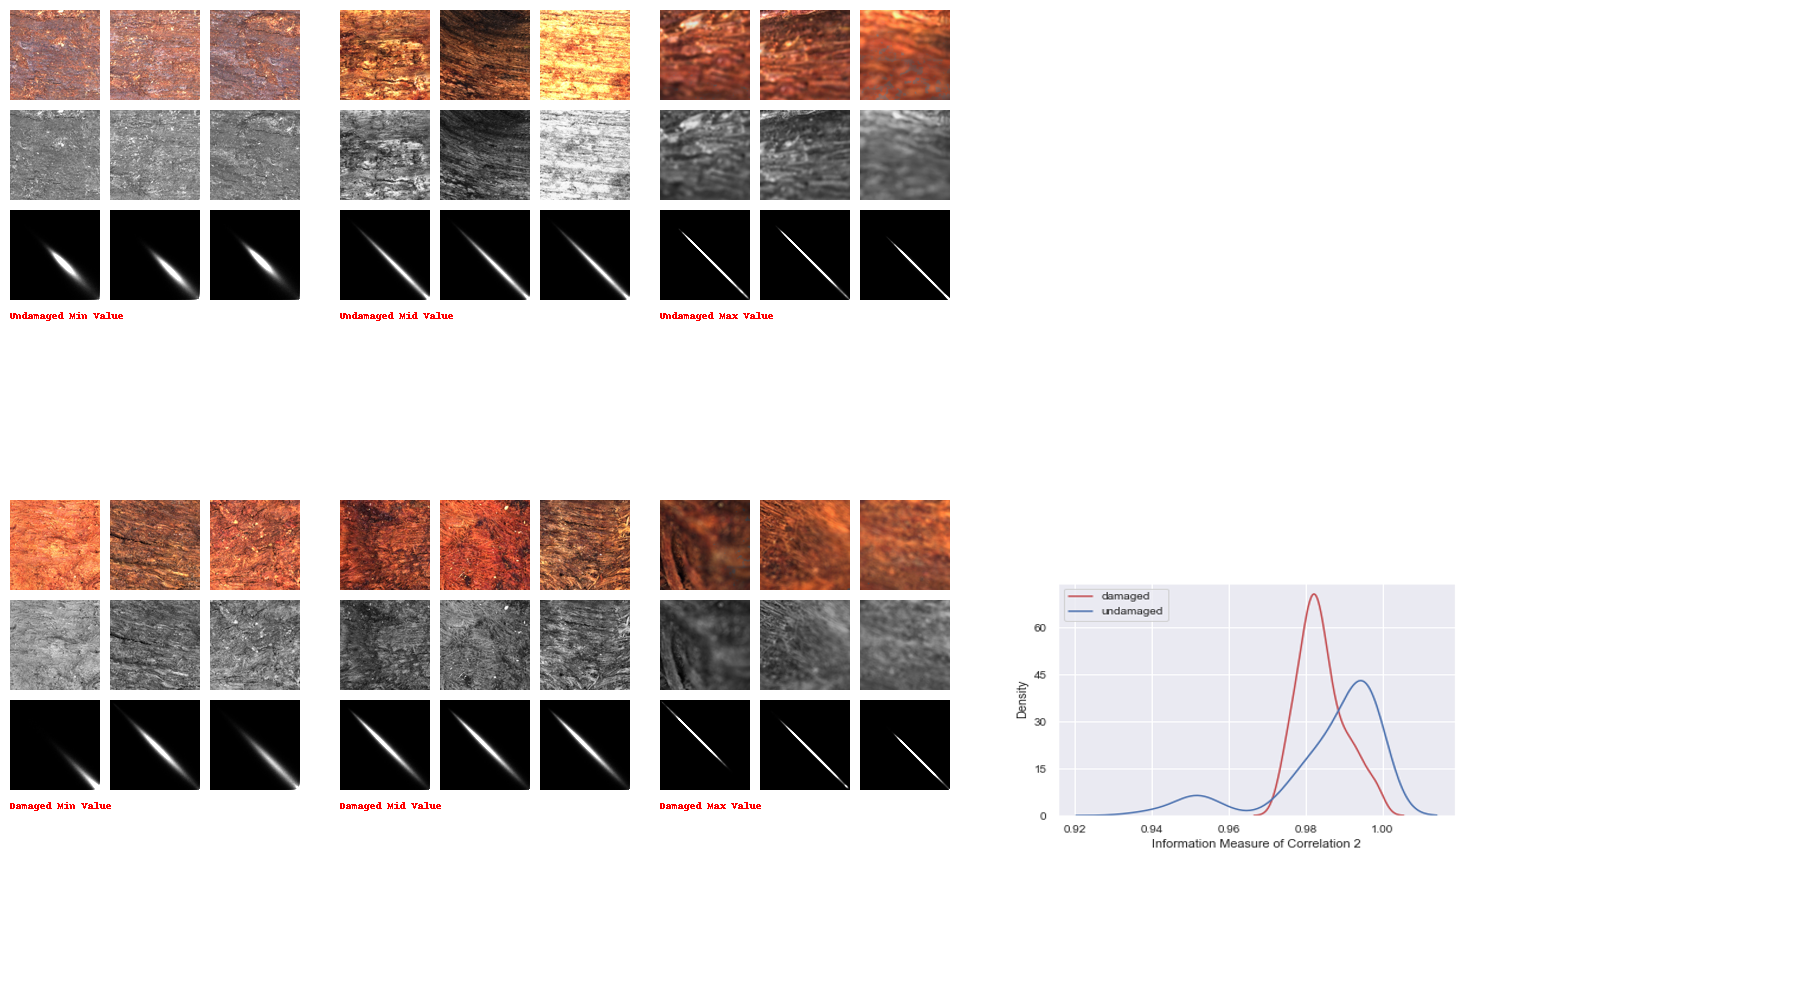 Undamaged Min Value
Undamaged Mid Value
Undamaged Max Value
Damaged Min Value
Damaged Mid Value
Damaged Max Value
damaged
undamaged
60
45
30
15
0
Density
0.92
0.94
0.96
0.98
1.00
Information Measure of Correlation 2